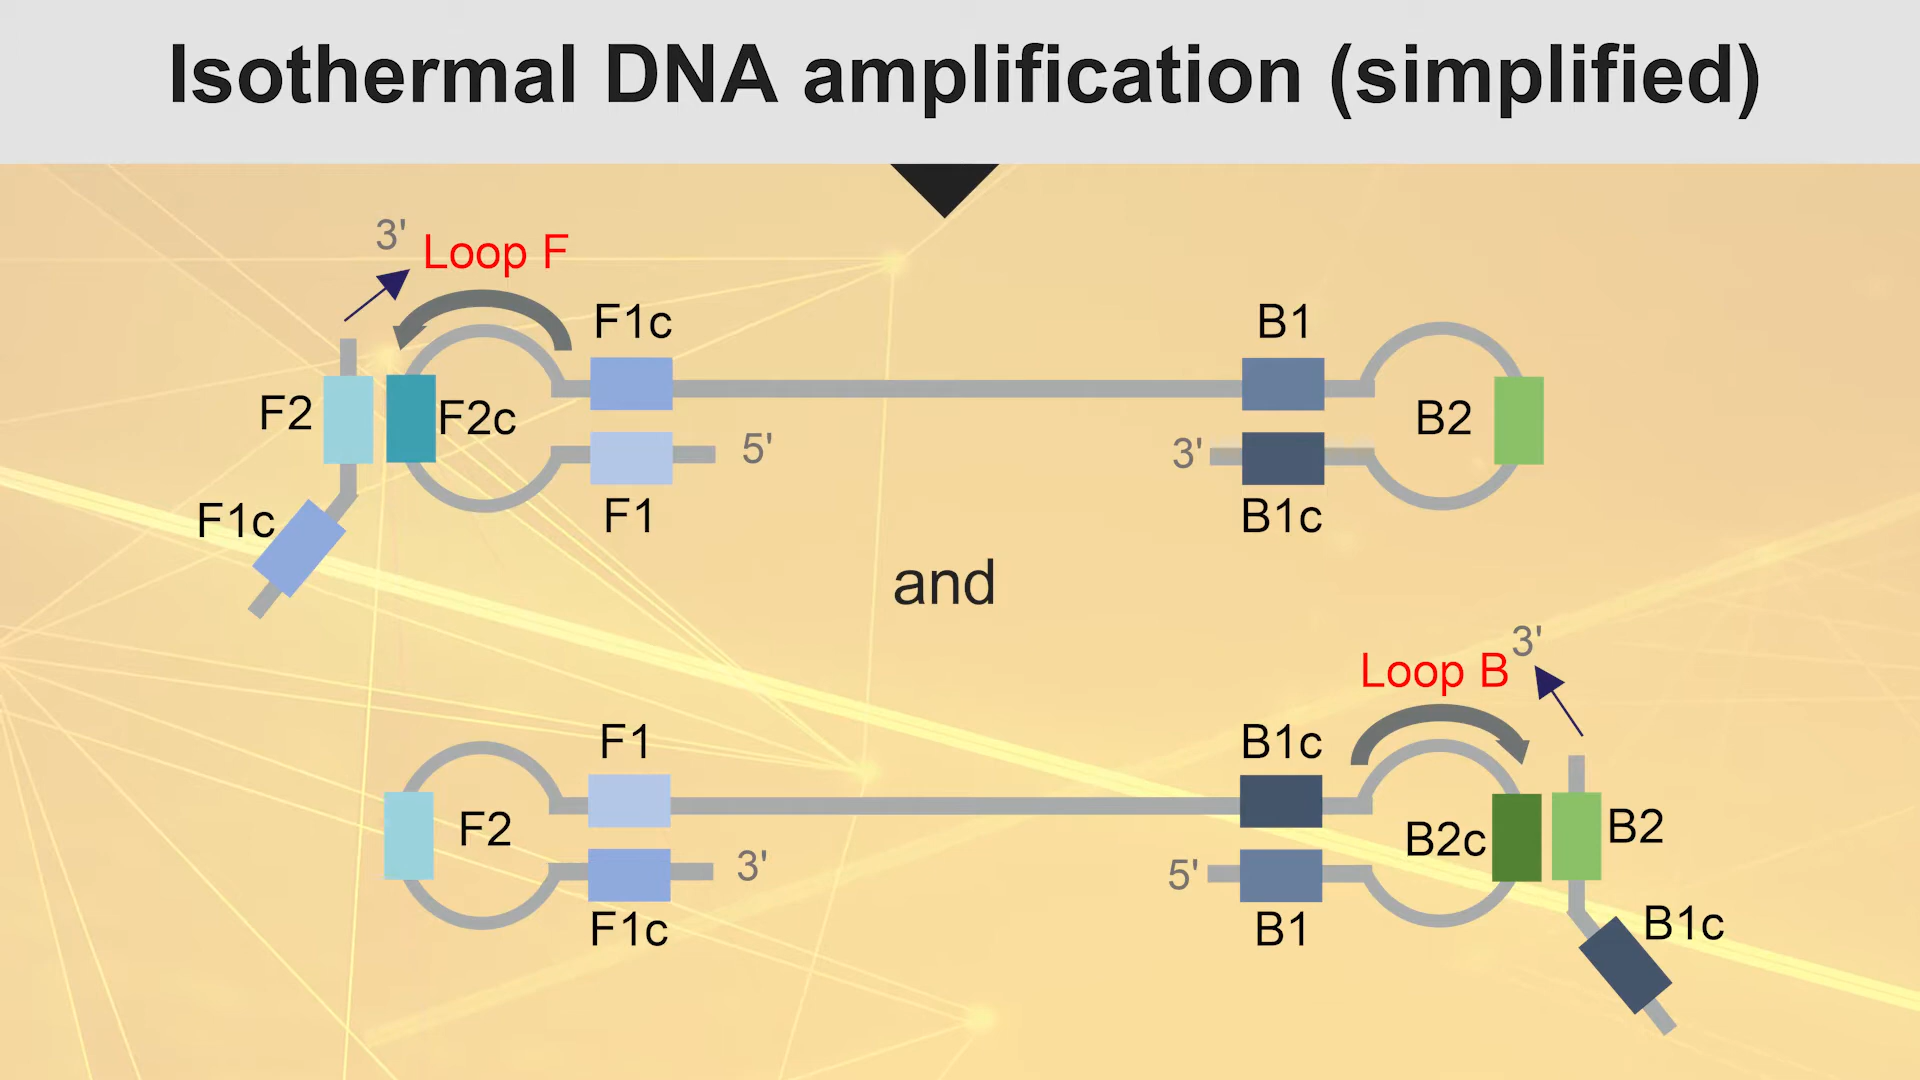 Isothermal DNA amplification (simplified)
3'
Loop F
F1c
B1
F2
F2c
B2
5'
3'
F1c
F1
B1c
and
3'
Loop B
F1
B1c
F2
B2c
B2
3'
5'
F1c
B1
B1c